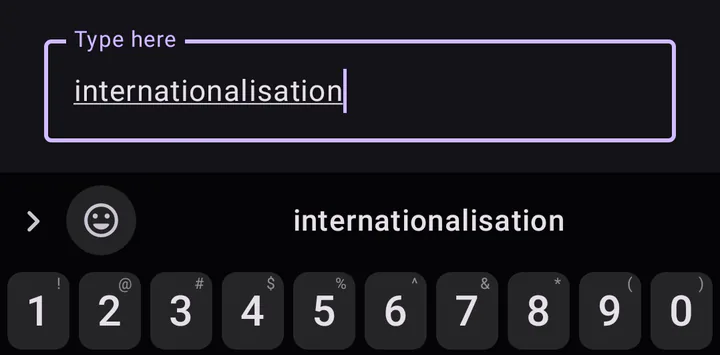 Type here
internationalisation
internationalisation
! @ # $ % ^ & * ( )
1 2 3 4 5 6 7 8 9 0